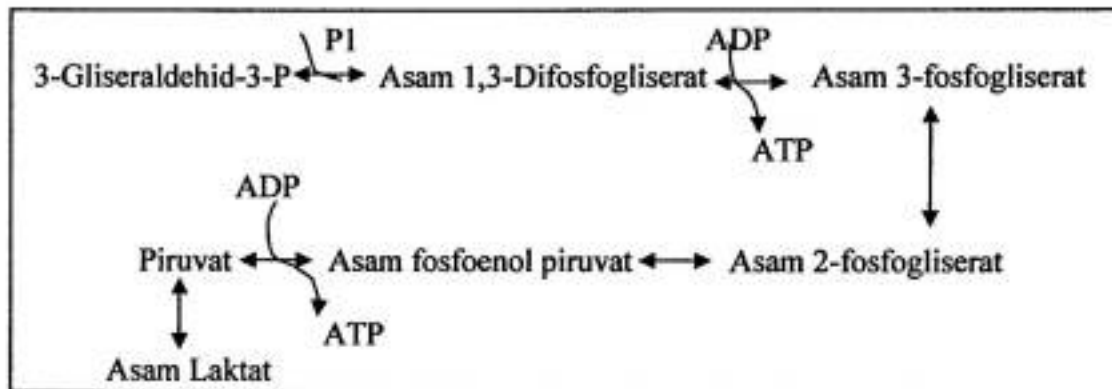 P1
ADP
3-Gliseraldehid-3-P Asam 1,3-Difosfogliserat Asam 3-fosfogliserat
ATP
ADP
Piruvat Asam fosfoenol piruvat Asam 2-fosfogliserat
ATP
Asam Laktat